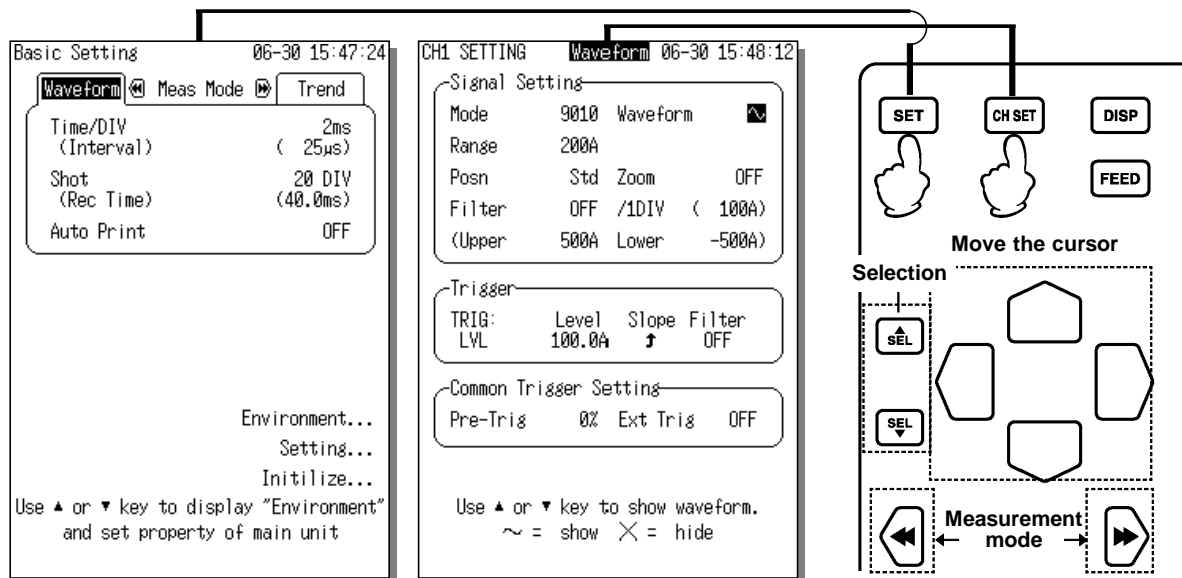 Basic Setting 06-30 15:47:24
Waveform Meas Mode Trend
Time/DIV 2ms
(Interval) ( 25µs)
Shot 20 DIV
(Rec Time) (40.0ms)
Auto Print OFF
Environment...
Setting...
Initilize...
Use ▲ or ▼ key to display "Environment"
and set property of main unit
CH1 SETTING Waveform 06-30 15:48:12
Signal Setting
Mode 9010 Waveform ~
Range 200A
Posn Std Zoom OFF
Filter OFF /1DIV ( 100A)
(Upper 500A Lower -500A)
Trigger
TRIG: Level Slope Filter
LVL 100.0A ↑ OFF
Common Trigger Setting
Pre-Trig 0% Ext Trig OFF
Use ▲ or ▼ key to show waveform.
~ = show X = hide
SET CH SET DISP
FEED
Move the cursor
Selection
SEL
SEL
Measurement
mode